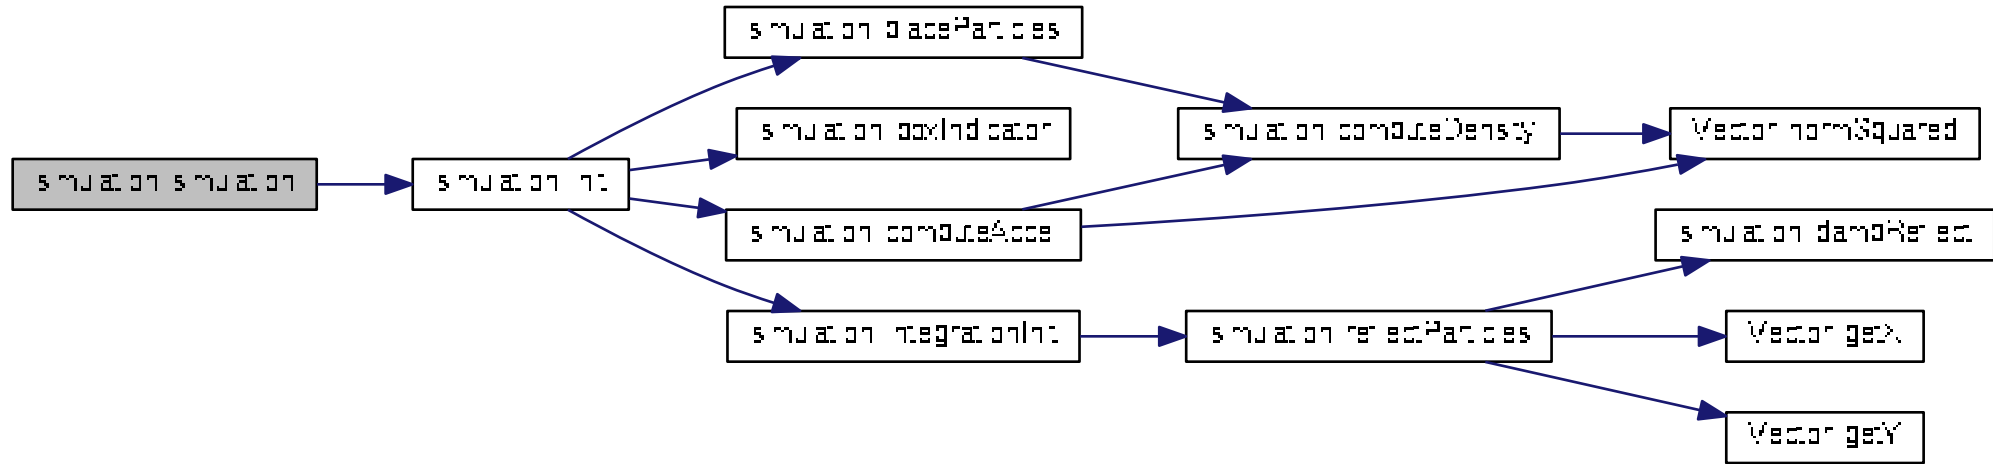 simulation::placeParticles
simulation::boxIndicator
simulation::computeDensity
Vector::normSquared
simulation::simulation
simulation::init
simulation::computeAccel
simulation::dampReflect
simulation::integrationInit
simulation::reflectParticles
Vector::getX
Vector::getY